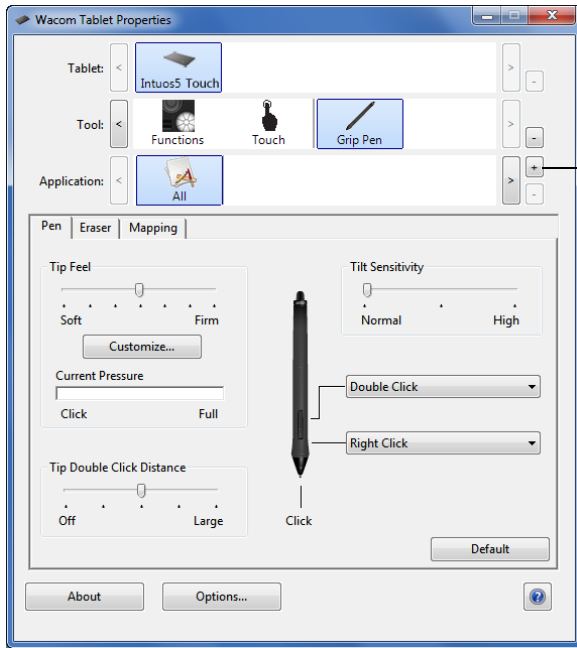 Wacom Tablet Properties
Tablet: < Intuos5 Touch > -
Tool: < Functions Touch Grip Pen > -
Application: < All > + -
Pen Eraser Mapping
Tip Feel
Soft Firm
Customize...
Current Pressure
Click Full
Tip Double Click Distance
Off Large
Tilt Sensitivity
Normal High
Double Click
Right Click
Click
Default
About Options... ?